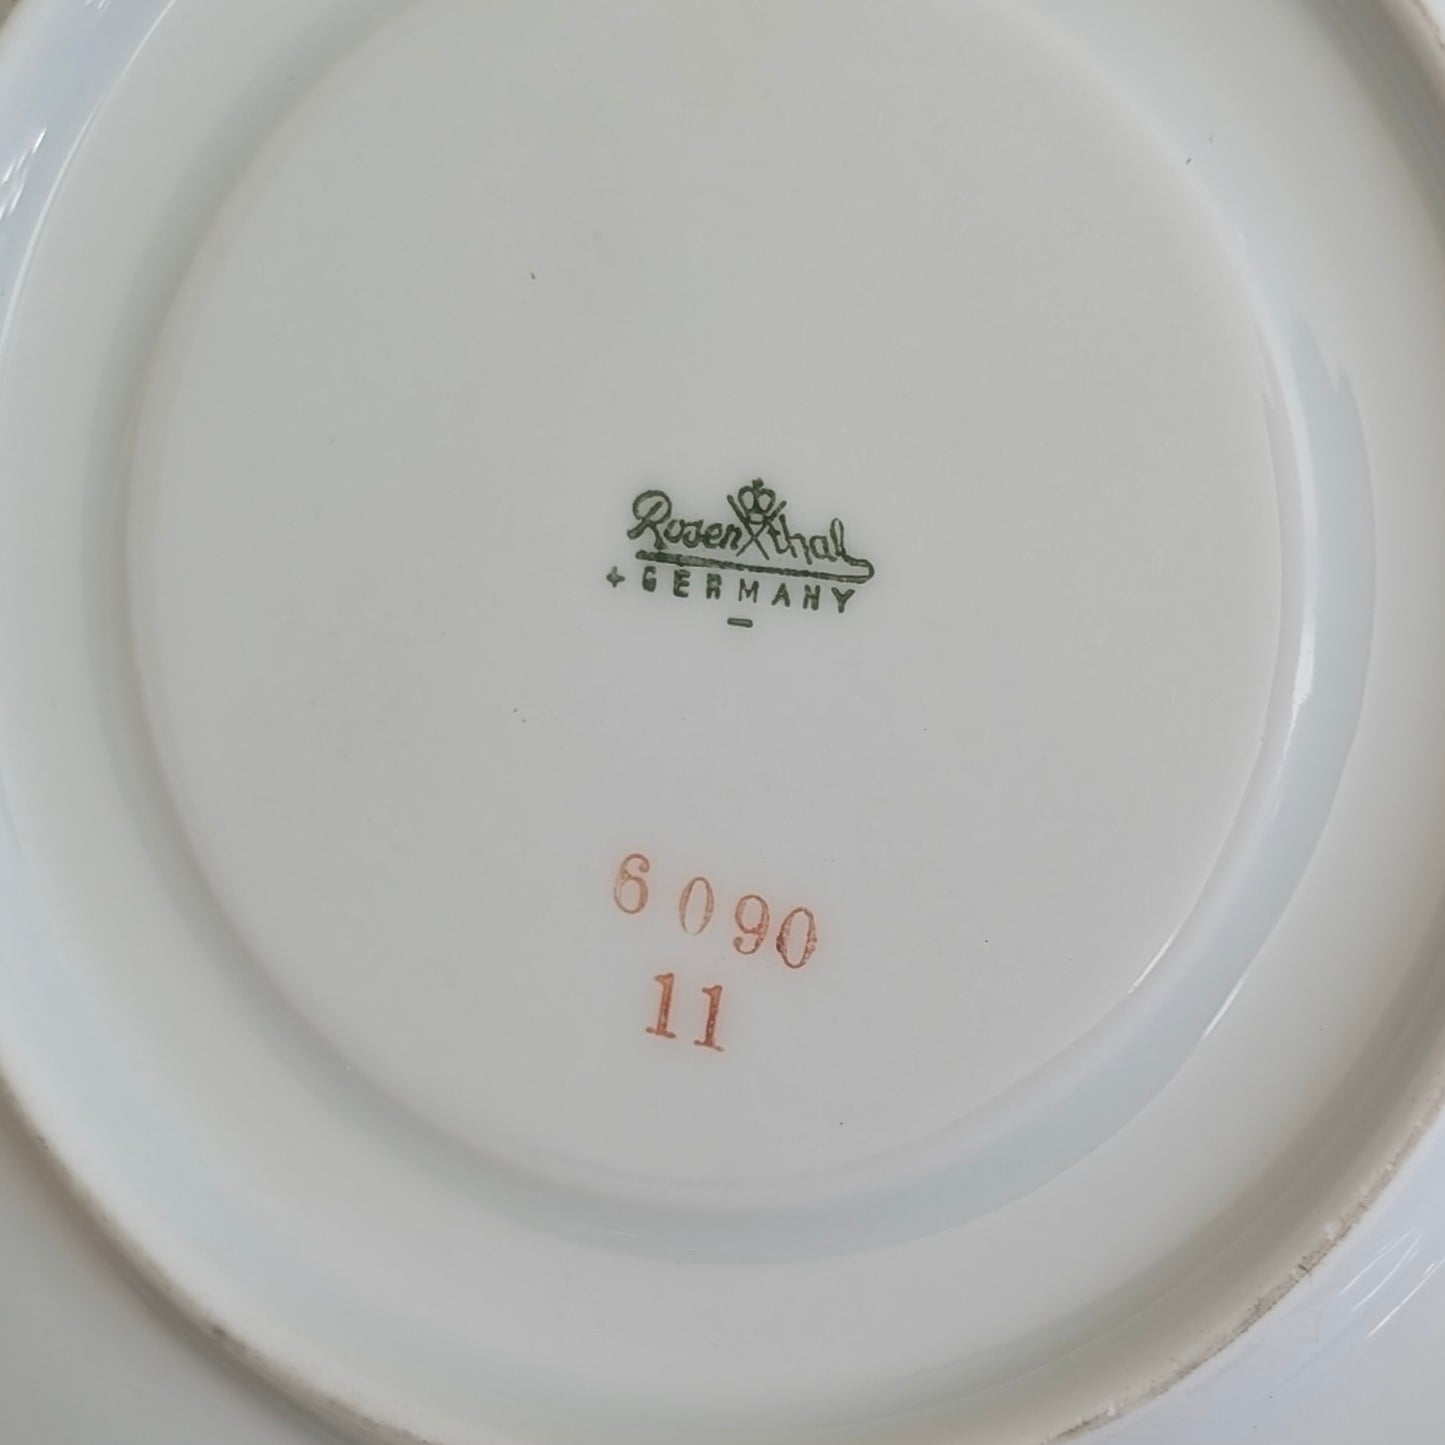 Rosenthal
+ GERMANY
–
6090
11